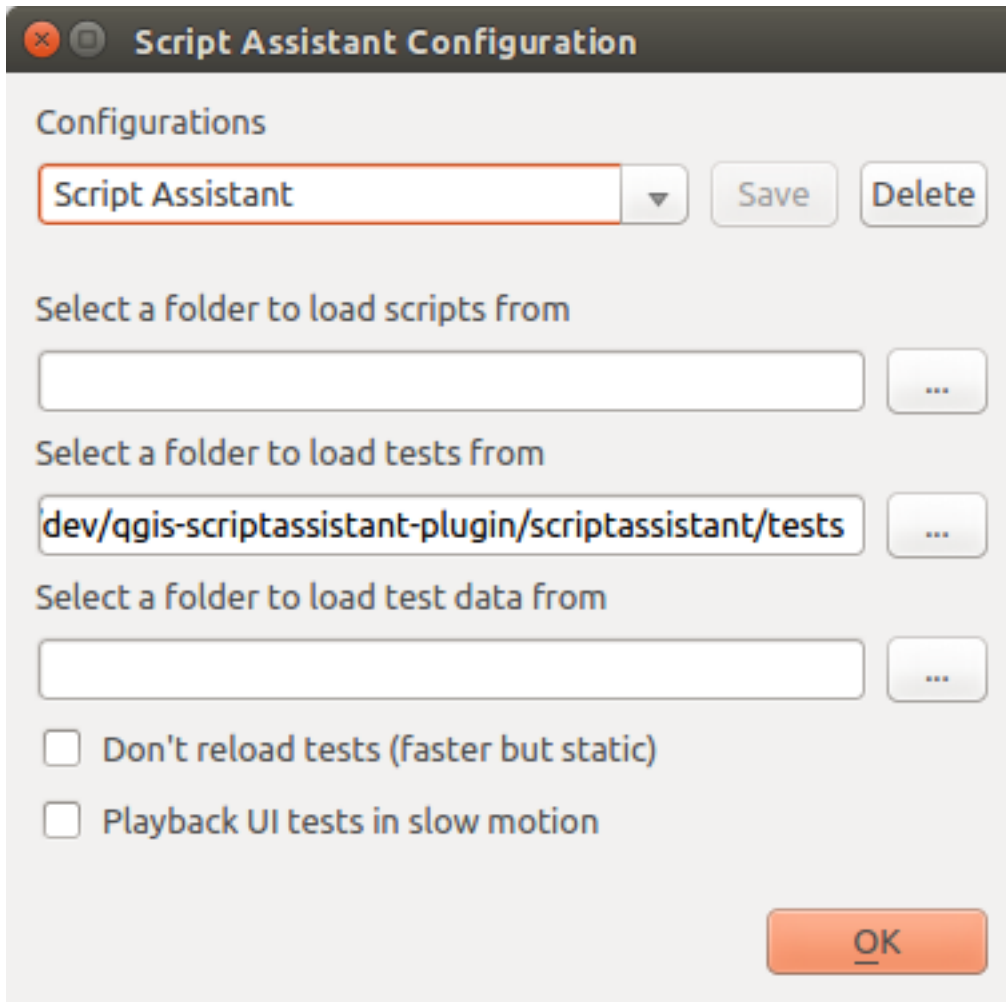 Script Assistant Configuration
Configurations
Script Assistant
Save
Delete
Select a folder to load scripts from
...
Select a folder to load tests from
dev/qgis-scriptassistant-plugin/scriptassistant/tests
...
Select a folder to load test data from
...
Don't reload tests (faster but static)
Playback UI tests in slow motion
OK